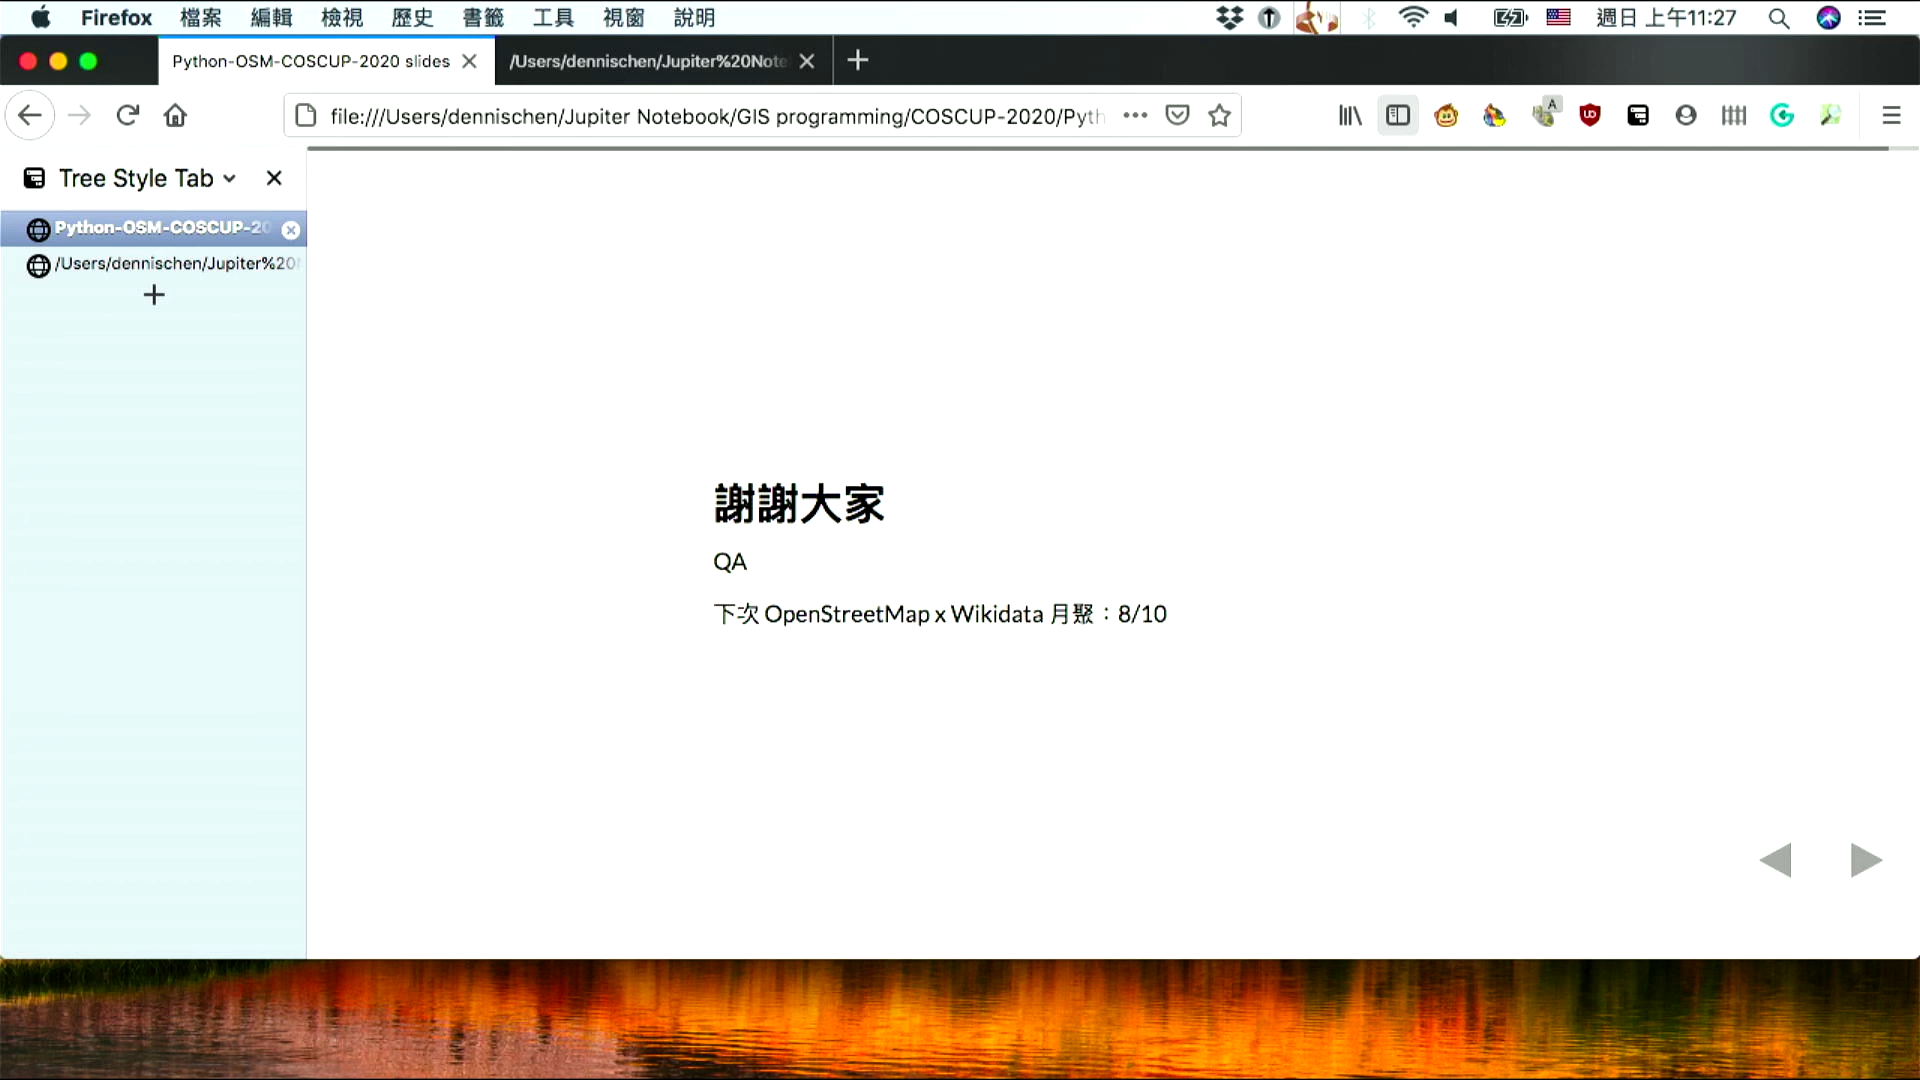 Firefox 檔案 編輯 檢視 歷史 書籤 工具 視窗 說明 週日 上午11:27
Python-OSM-COSCUP-2020 slides /Users/dennischen/Jupiter%20Note
file:///Users/dennischen/Jupiter Notebook/GIS programming/COSCUP-2020/Pyth
Tree Style Tab
Python-OSM-COSCUP-20
/Users/dennischen/Jupiter%20
謝謝大家
QA
下次 OpenStreetMap x Wikidata 月聚：8/10